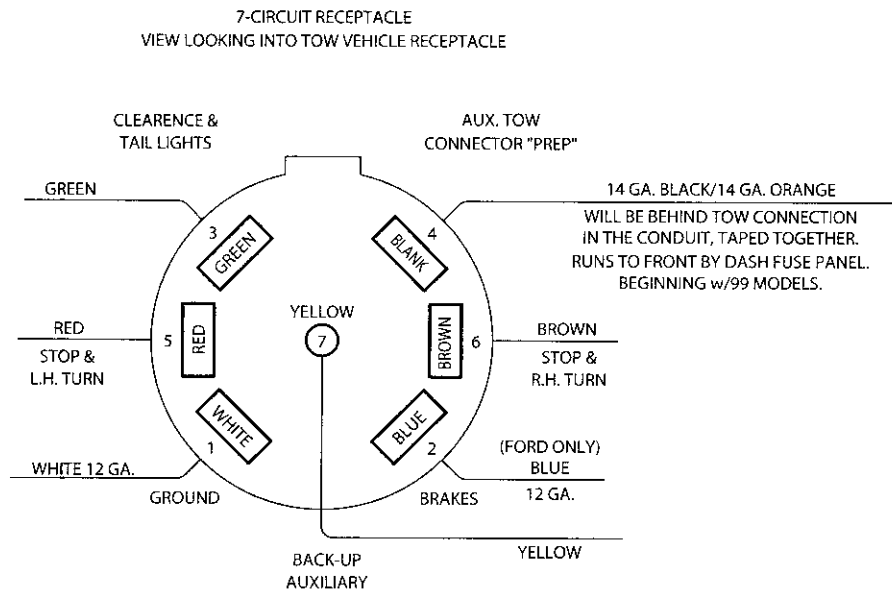 7-CIRCUIT RECEPTACLE
VIEW LOOKING INTO TOW VEHICLE RECEPTACLE
CLEARENCE &
TAIL LIGHTS
AUX. TOW
CONNECTOR "PREP"
GREEN
14 GA. BLACK/14 GA. ORANGE
WILL BE BEHIND TOW CONNECTION
IN THE CONDUIT, TAPED TOGETHER.
RUNS TO FRONT BY DASH FUSE PANEL.
BEGINNING w/99 MODELS.
3
GREEN
4
BLANK
YELLOW
7
RED
STOP &
L.H. TURN
5
RED
BROWN
6
BROWN
STOP &
R.H. TURN
WHITE
1
BLUE
2
WHITE 12 GA.
GROUND
BRAKES
(FORD ONLY)
BLUE
12 GA.
BACK-UP
AUXILIARY
YELLOW